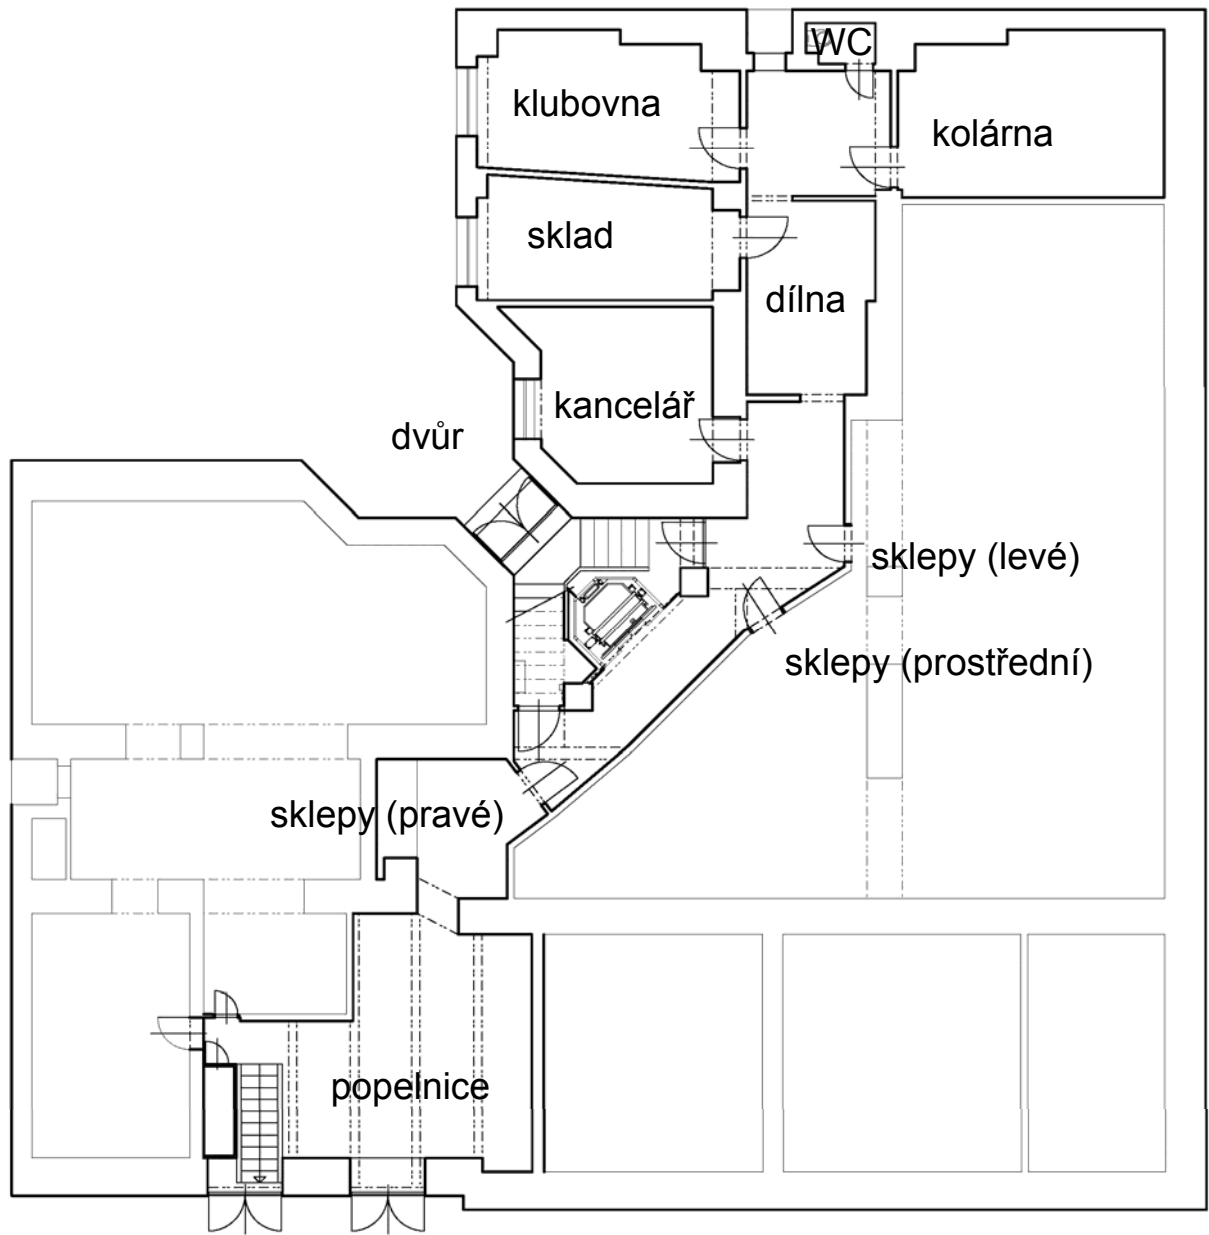 WC
klubovna
kolárna
sklad
dílna
kancelář
dvůr
sklepy (levé)
sklepy (prostřední)
sklepy (pravé)
popelnice